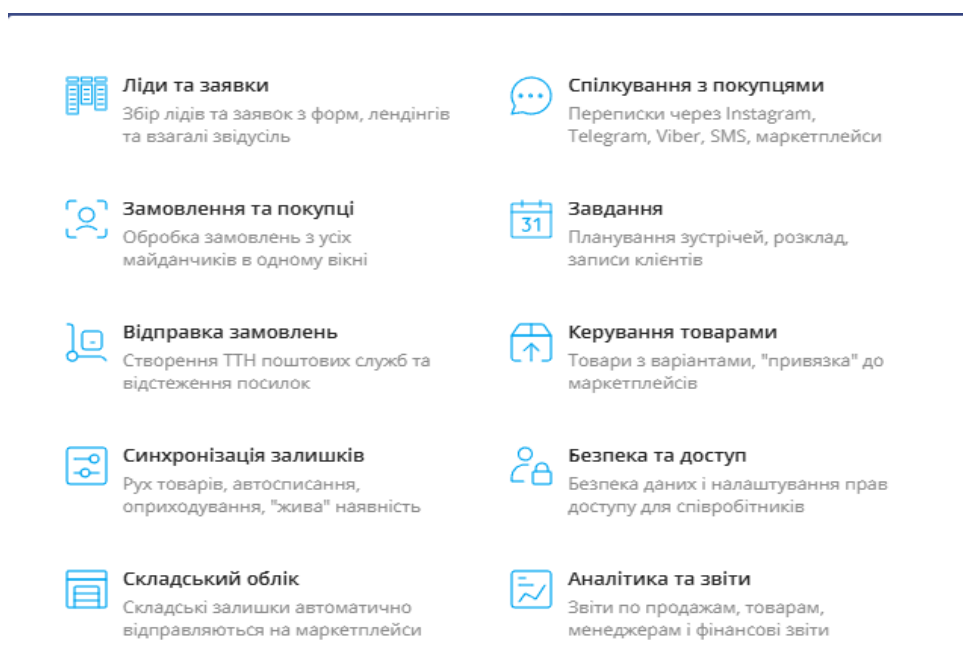 Ліди та заявки
Збір лідів та заявок з форм, лендінгів
та взагалі звідусіль
Спілкування з покупцями
Переписки через Instagram,
Telegram, Viber, SMS, маркетплейси
Замовлення та покупці
Обробка замовлень з усіх
майданчиків в одному вікні
31
Завдання
Планування зустрічей, розклад,
записи клієнтів
Відправка замовлень
Створення ТТН поштових служб та
відстеження посилок
Керування товарами
Товари з варіантами, "привязка" до
маркетплейсів
Синхронізація залишків
Рух товарів, автосписання,
оприходування, "жива" наявність
Безпека та доступ
Безпека даних і налаштування прав
доступу для співробітників
Складський облік
Складські залишки автоматично
відправляються на маркетплейси
Аналітика та звіти
Звіти по продажам, товарам,
менеджерам і фінансові звіти